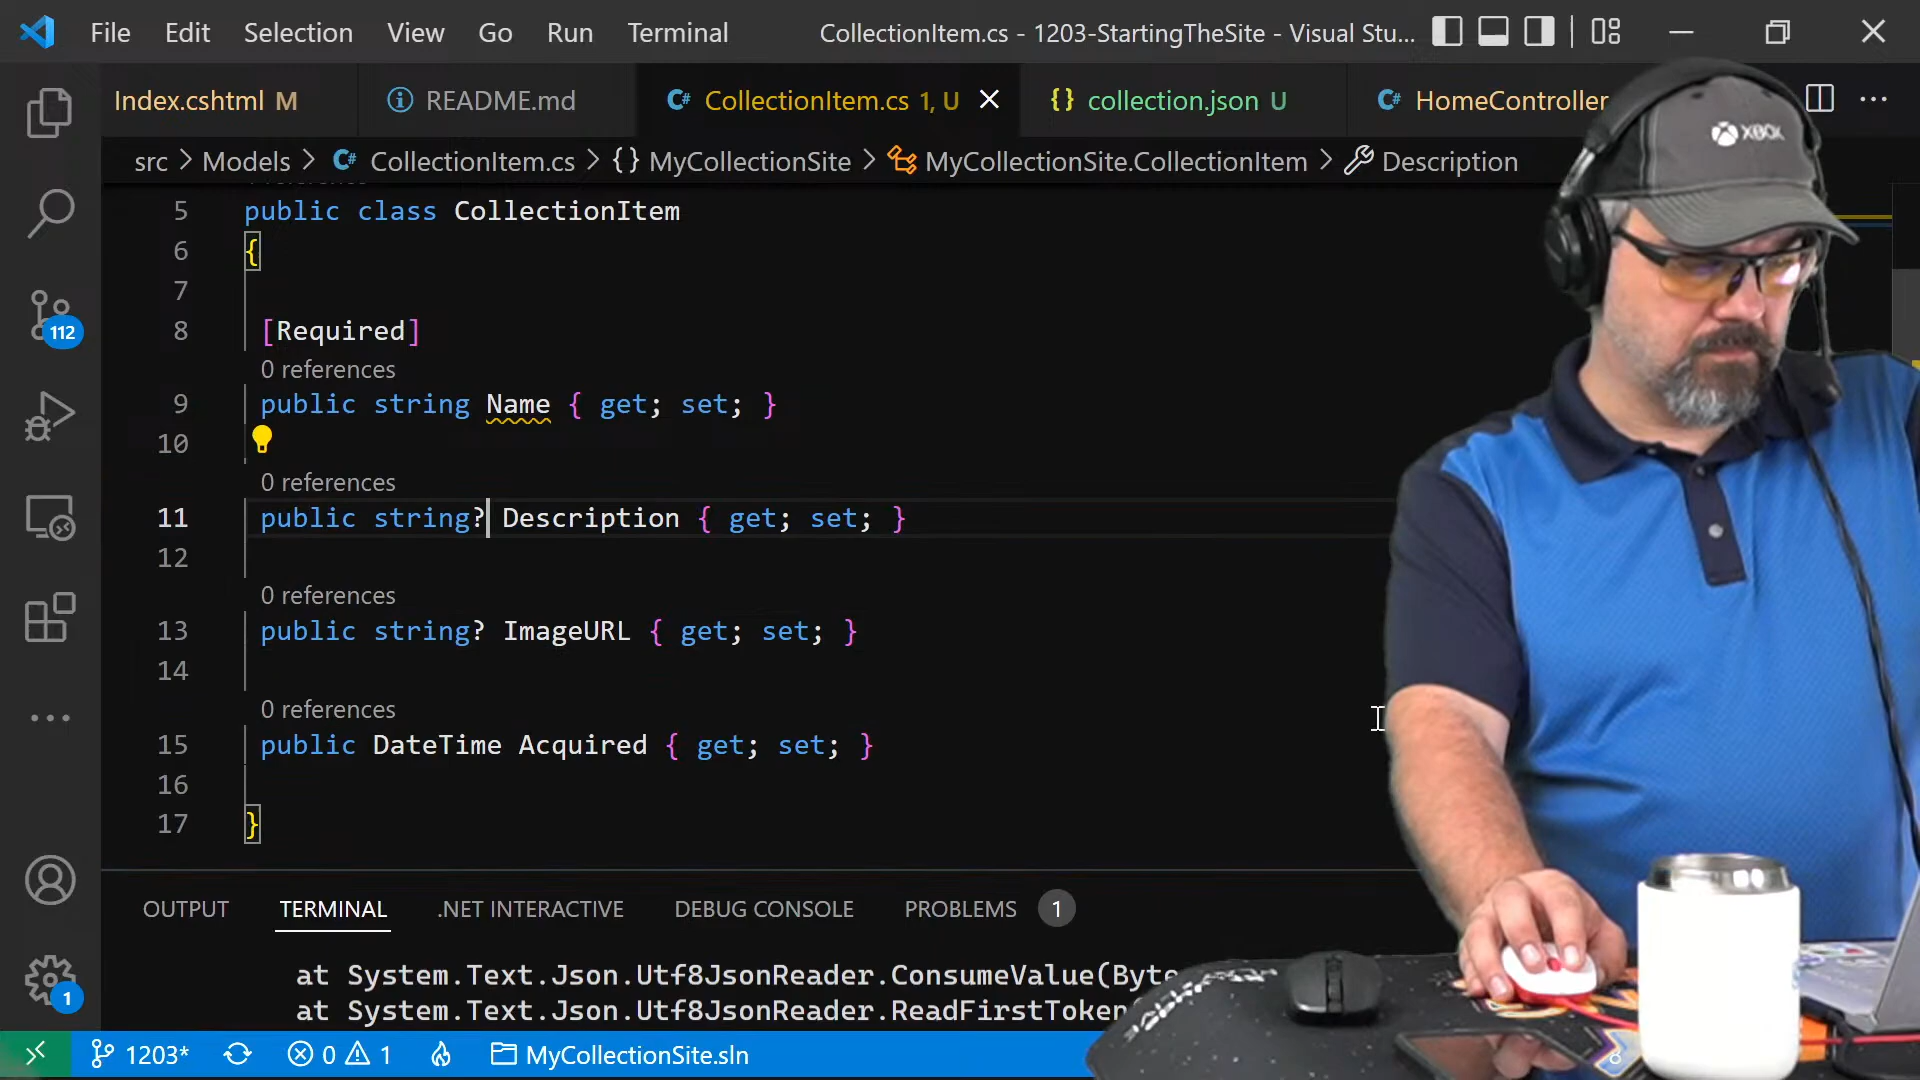 File Edit Selection View Go Run Terminal CollectionItem.cs - 1203-StartingTheSite - Visual Stu...
Index.cshtml M README.md CollectionItem.cs 1, U collection.json U HomeController
src > Models > CollectionItem.cs > {} MyCollectionSite > MyCollectionSite.CollectionItem > Description
XBOX
5 public class CollectionItem
6 {
7
8 [Required]
0 references
9 public string Name { get; set; }
10
0 references
11 public string? Description { get; set; }
12
0 references
13 public string? ImageURL { get; set; }
14
0 references
15 public DateTime Acquired { get; set; }
16
17 }
112
1
OUTPUT TERMINAL .NET INTERACTIVE DEBUG CONSOLE PROBLEMS 1
at System.Text.Json.Utf8JsonReader.ConsumeValue(Byte
at System.Text.Json.Utf8JsonReader.ReadFirstToken
1203* 0 1 MyCollectionSite.sln